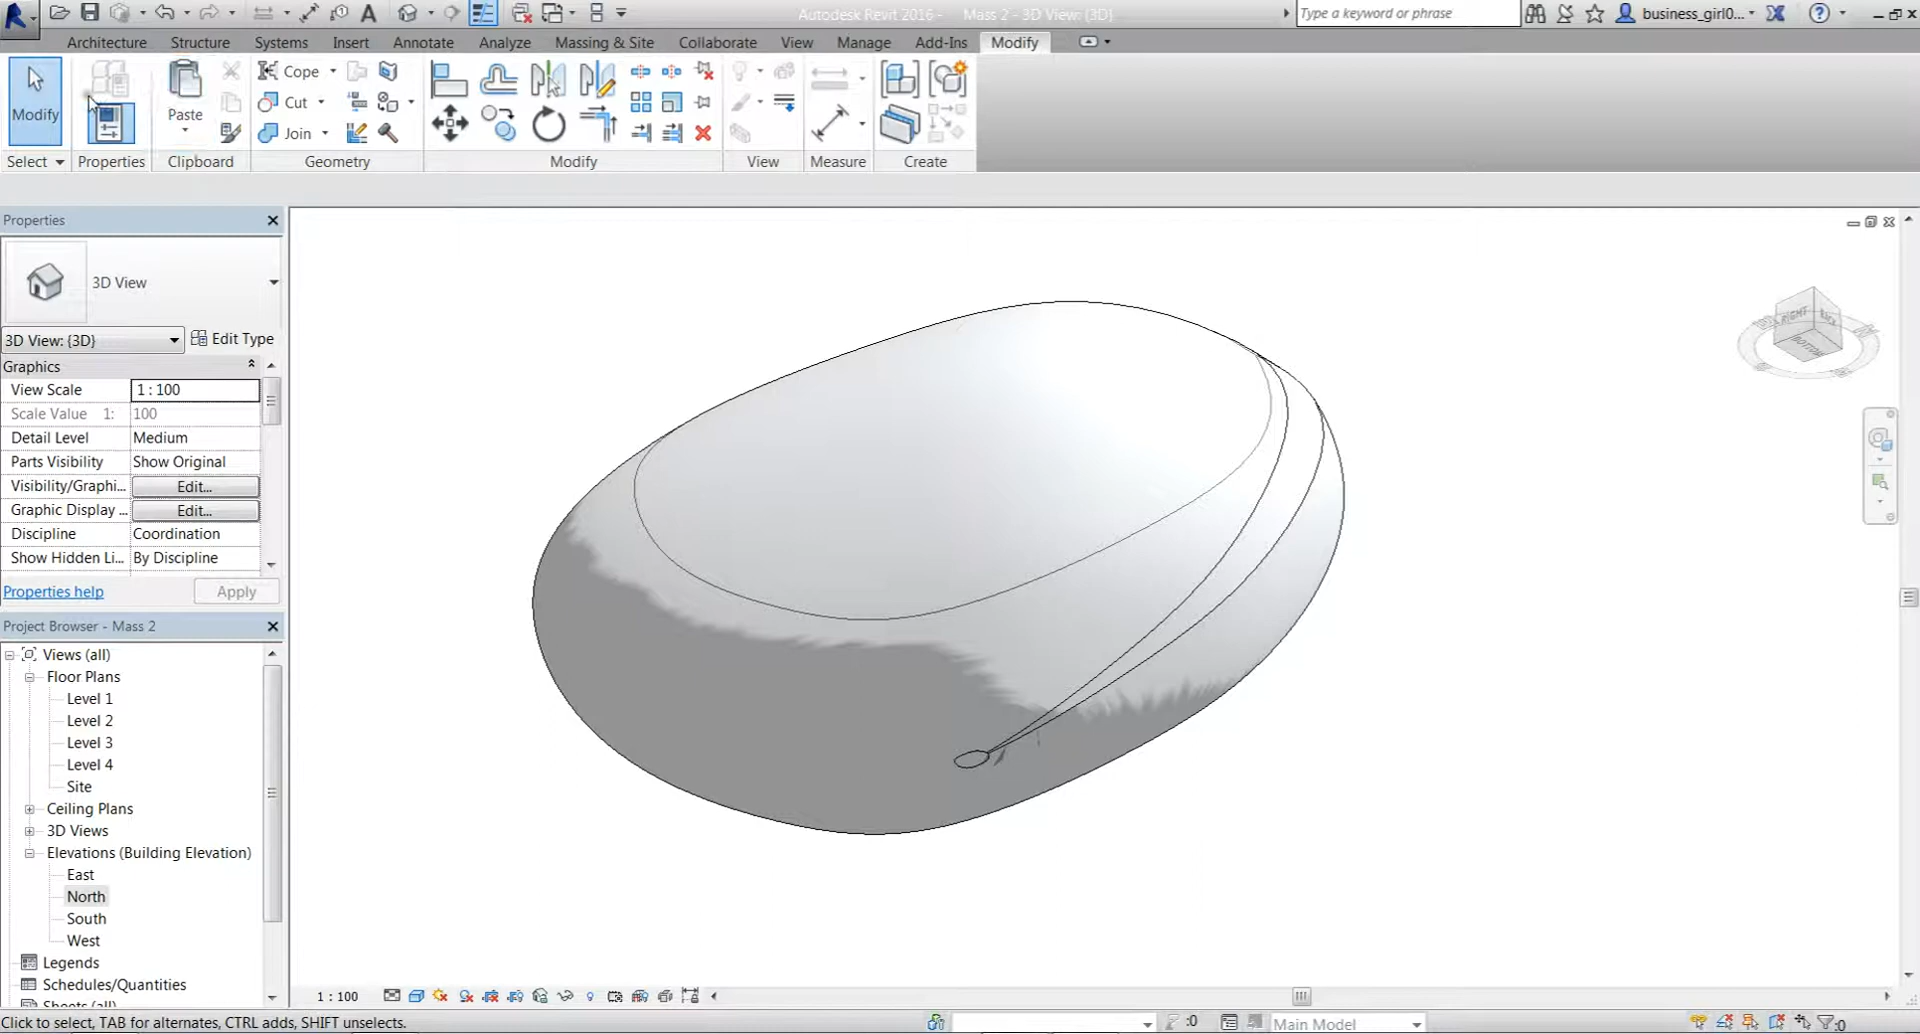 Autodesk Revit 2016 - Mass 2 - 3D View: {3D}
Type a keyword or phrase
business_girl0...
Architecture Structure Systems Insert Annotate Analyze Massing & Site Collaborate View Manage Add-Ins Modify
Modify
Paste
Cope
Cut
Join
Select Properties Clipboard Geometry Modify View Measure Create
Properties
3D View
3D View: {3D} Edit Type
Graphics
View Scale 1 : 100
Scale Value 1: 100
Detail Level Medium
Parts Visibility Show Original
Visibility/Graphi... Edit...
Graphic Display ... Edit...
Discipline Coordination
Show Hidden Li... By Discipline
Properties help Apply
Project Browser - Mass 2
Views (all)
Floor Plans
Level 1
Level 2
Level 3
Level 4
Site
Ceiling Plans
3D Views
Elevations (Building Elevation)
East
North
South
West
Legends
Schedules/Quantities
Sheets (all)
RIGHT BACK
BOTTOM
1 : 100
Click to select, TAB for alternates, CTRL adds, SHIFT unselects.
:0
Main Model
:0